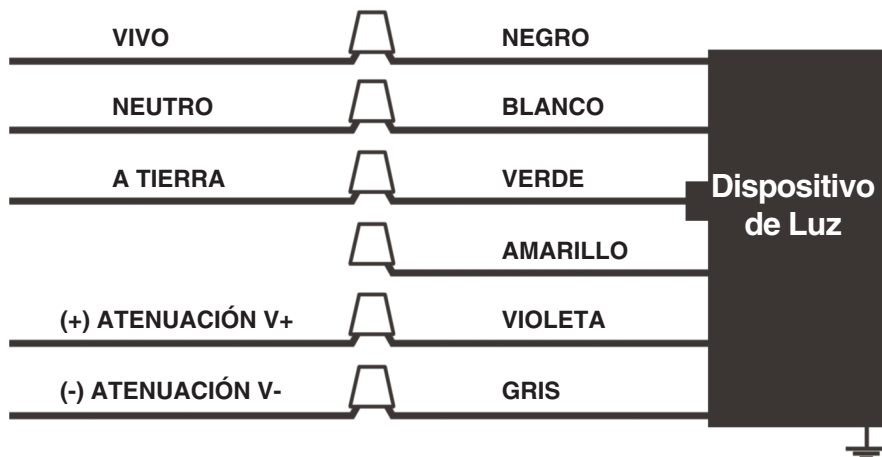 VIVO NEGRO
NEUTRO BLANCO
A TIERRA VERDE
Dispositivo
de Luz
AMARILLO
(+) ATENUACIÓN V+ VIOLETA
(-) ATENUACIÓN V- GRIS